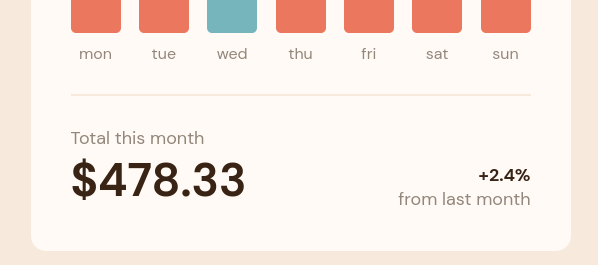 mon tue wed thu fri sat sun
Total this month
$478.33
+2.4%
from last month